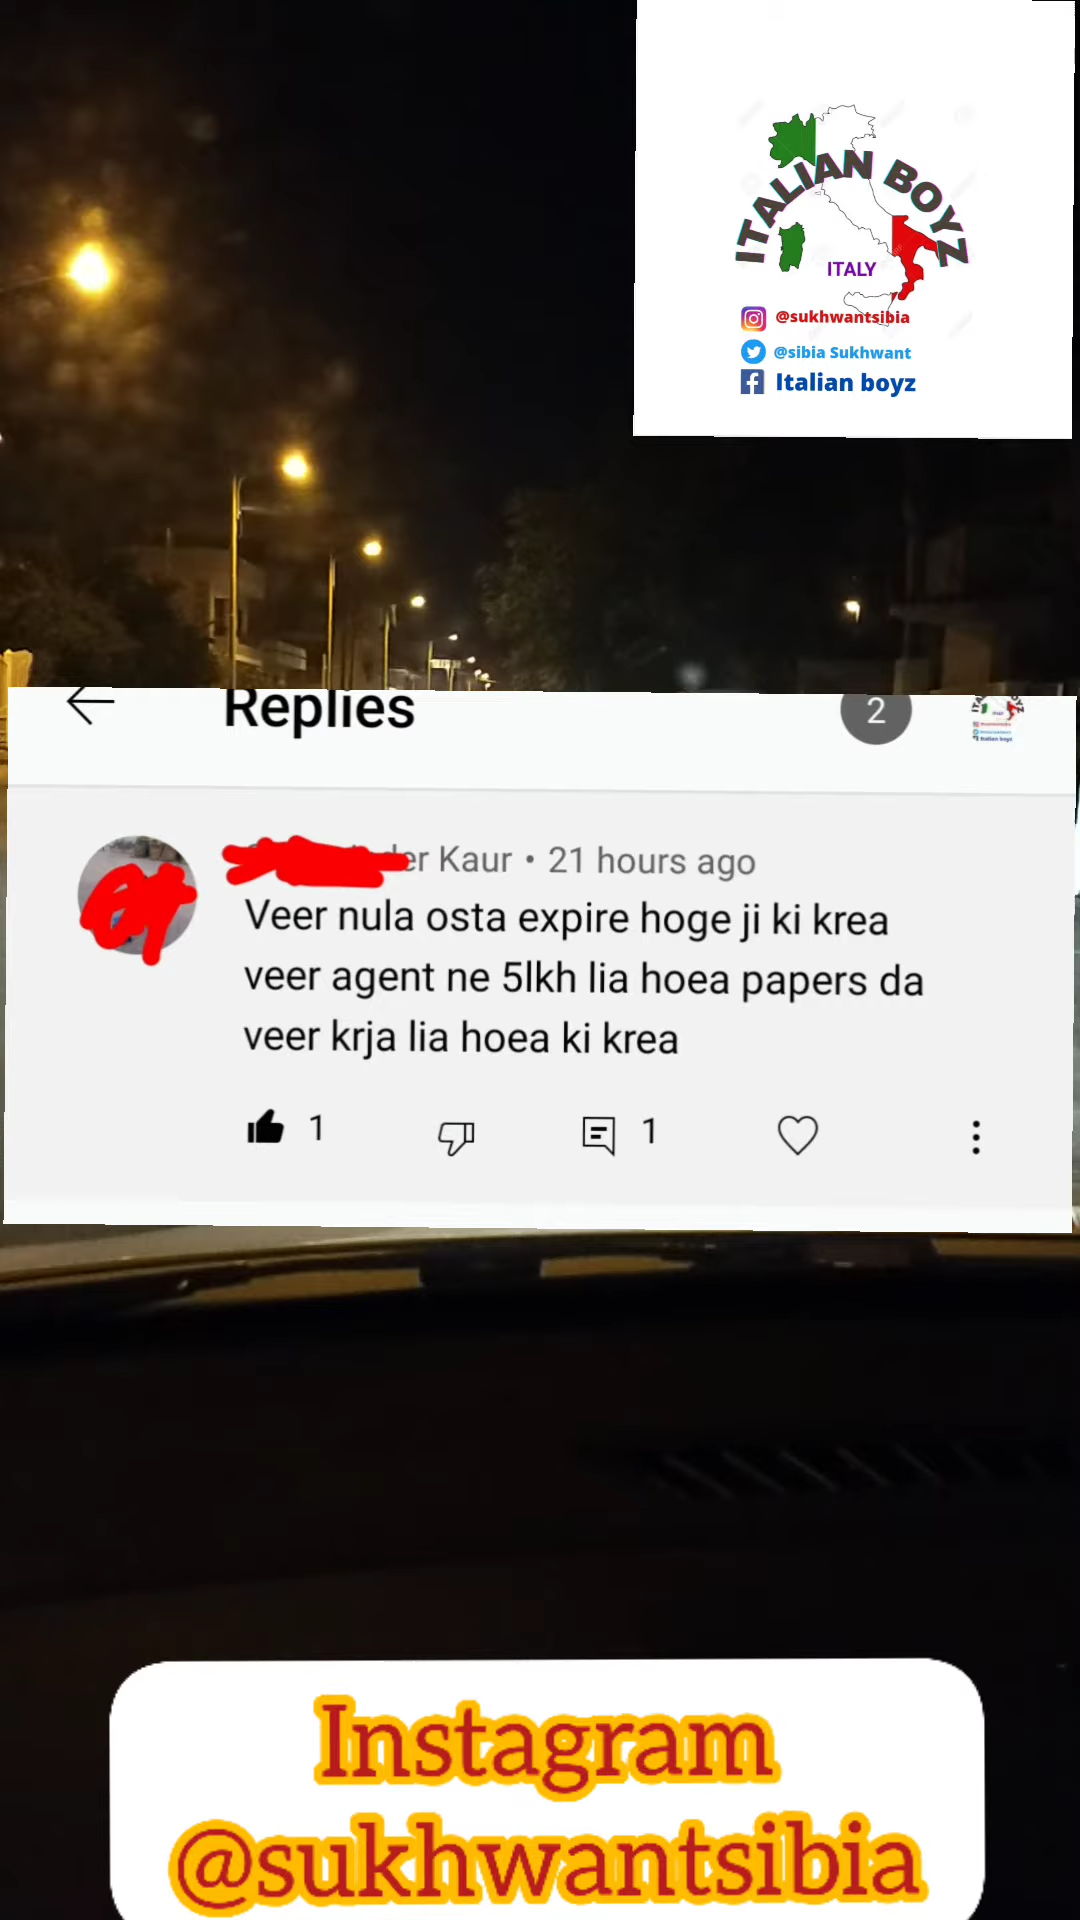 ITALIAN BOYZ
ITALY
@sukhwantsibia
@sibia Sukhwant
Italian boyz
Replies
2
Kaur • 21 hours ago
Veer nula osta expire hoge ji ki krea
veer agent ne 5lkh lia hoea papers da
veer krja lia hoea ki krea
1
1
Instagram
@sukhwantsibia